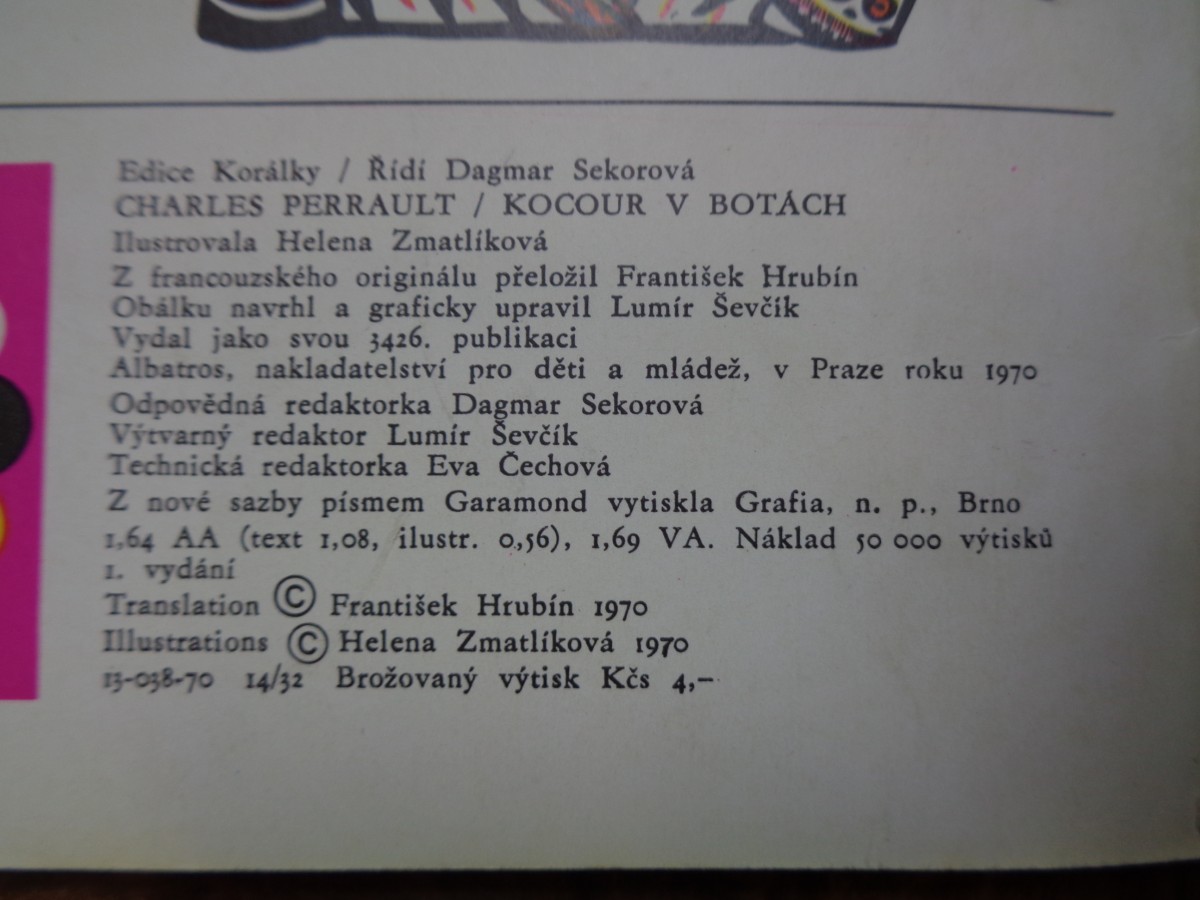 Edice Korálky / Řídí Dagmar Sekorová
CHARLES PERRAULT / KOCOUR V BOTÁCH
Ilustrovala Helena Zmatlíková
Z francouzského originálu přeložil František Hrubín
Obálku navrhl a graficky upravil Lumír Ševčík
Vydal jako svou 3426. publikaci
Albatros, nakladatelství pro děti a mládež, v Praze roku 1970
Odpovědná redaktorka Dagmar Sekorová
Výtvarný redaktor Lumír Ševčík
Technická redaktorka Eva Čechová
Z nové sazby písmem Garamond vytiskla Grafia, n. p., Brno
1,64 AA (text 1,08, ilustr. 0,56), 1,69 VA. Náklad 50 000 výtisků
1. vydání
Translation © František Hrubín 1970
Illustrations © Helena Zmatlíková 1970
13-038-70 14/32 Brožovaný výtisk Kčs 4,–